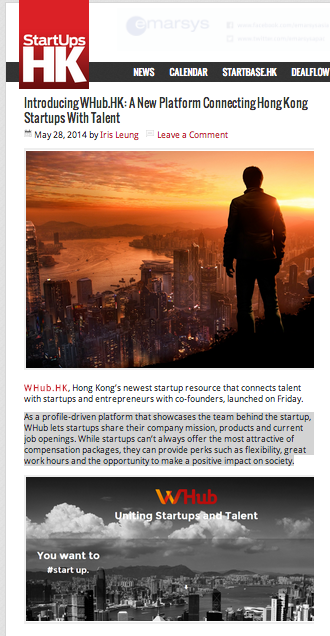 emarsys
StartUps
HK
NEWS CALENDAR STARTBASE.HK DEALFLOW
Introducing WHub.HK: A New Platform Connecting Hong Kong
Startups With Talent
May 28, 2014 by Iris Leung Leave a Comment
WHub.HK, Hong Kong's newest startup resource that connects talent
with startups and entrepreneurs with co-founders, launched on Friday.
As a profile-driven platform that showcases the team behind the startup,
WHub lets startups share their company mission, products and current
job openings. While startups can't always offer the most attractive of
compensation packages, they can provide perks such as flexibility, great
work hours and the opportunity to make a positive impact on society.
WHub
Uniting Startups and Talent
You want to
#start up.